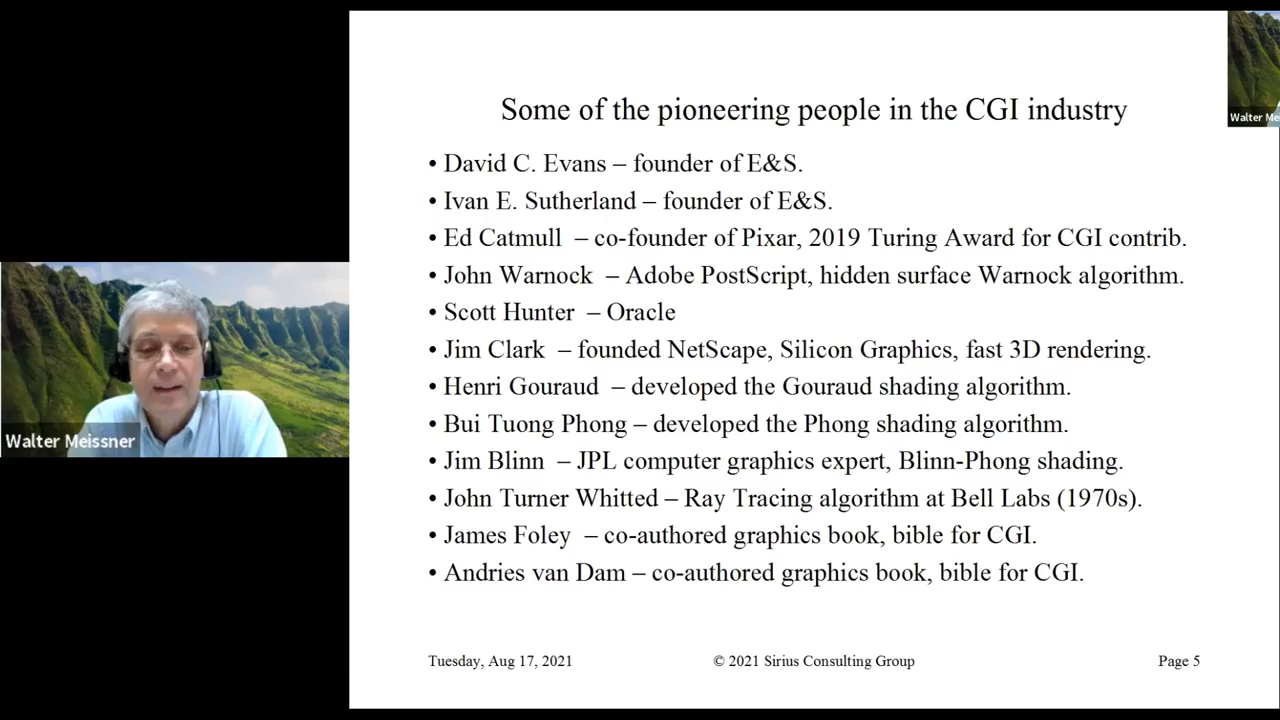 Some of the pioneering people in the CGI industry
• David C. Evans – founder of E&S.
• Ivan E. Sutherland – founder of E&S.
• Ed Catmull – co-founder of Pixar, 2019 Turing Award for CGI contrib.
• John Warnock – Adobe PostScript, hidden surface Warnock algorithm.
• Scott Hunter – Oracle
• Jim Clark – founded NetScape, Silicon Graphics, fast 3D rendering.
• Henri Gouraud – developed the Gouraud shading algorithm.
• Bui Tuong Phong – developed the Phong shading algorithm.
• Jim Blinn – JPL computer graphics expert, Blinn-Phong shading.
• John Turner Whitted – Ray Tracing algorithm at Bell Labs (1970s).
• James Foley – co-authored graphics book, bible for CGI.
• Andries van Dam – co-authored graphics book, bible for CGI.
Tuesday, Aug 17, 2021
© 2021 Sirius Consulting Group
Page 5
Walter Meissner
Walter Me